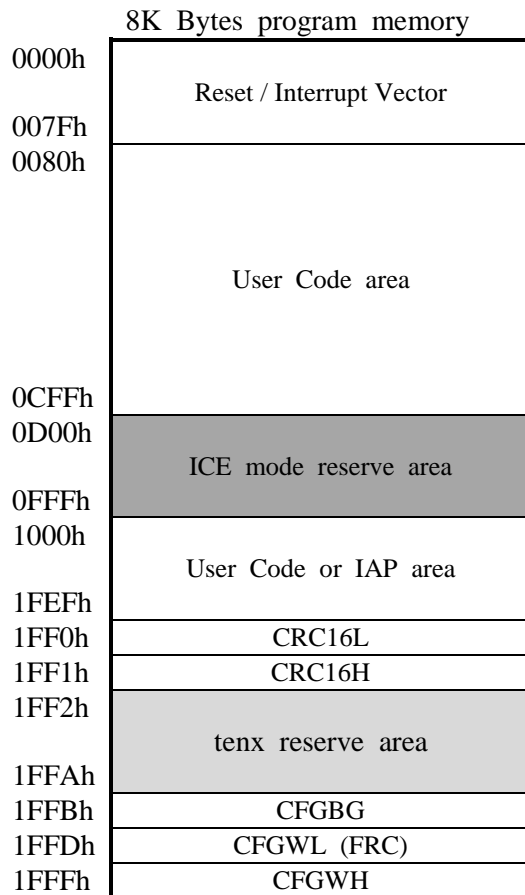 8K Bytes program memory
0000h
Reset / Interrupt Vector
007Fh
0080h
User Code area
0CFFh
0D00h
ICE mode reserve area
0FFFh
1000h
User Code or IAP area
1FEFh
1FF0h CRC16L
1FF1h CRC16H
1FF2h
tenx reserve area
1FFAh
1FFBh CFGBG
1FFDh CFGWL (FRC)
1FFFh CFGWH